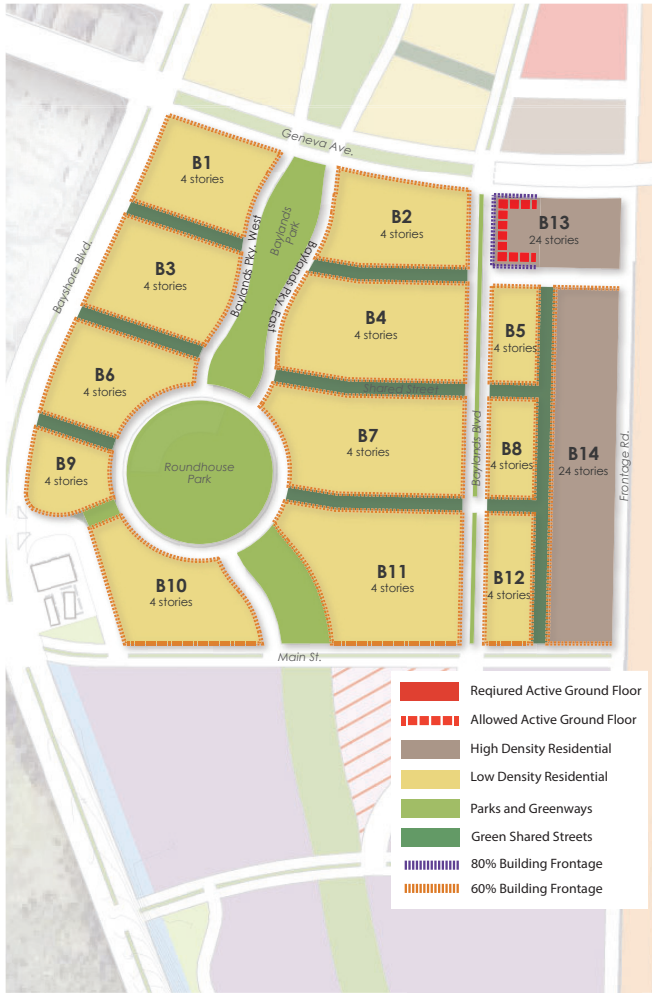 Geneva Ave.
B1
4 stories
B2
4 stories
B13
24 stories
Baylands
Park
Baylands Pky. West
Baylands Pky. East
Bayshore Blvd.
B3
4 stories
B4
4 stories
B5
4 stories
B6
4 stories
Shared Street
B7
4 stories
Baylands Blvd
B8
4 stories
B14
24 stories
Frontage Rd.
B9
4 stories
Roundhouse
Park
B10
4 stories
B11
4 stories
B12
4 stories
Main St.
Reqiured Active Ground Floor
Allowed Active Ground Floor
High Density Residential
Low Density Residential
Parks and Greenways
Green Shared Streets
80% Building Frontage
60% Building Frontage